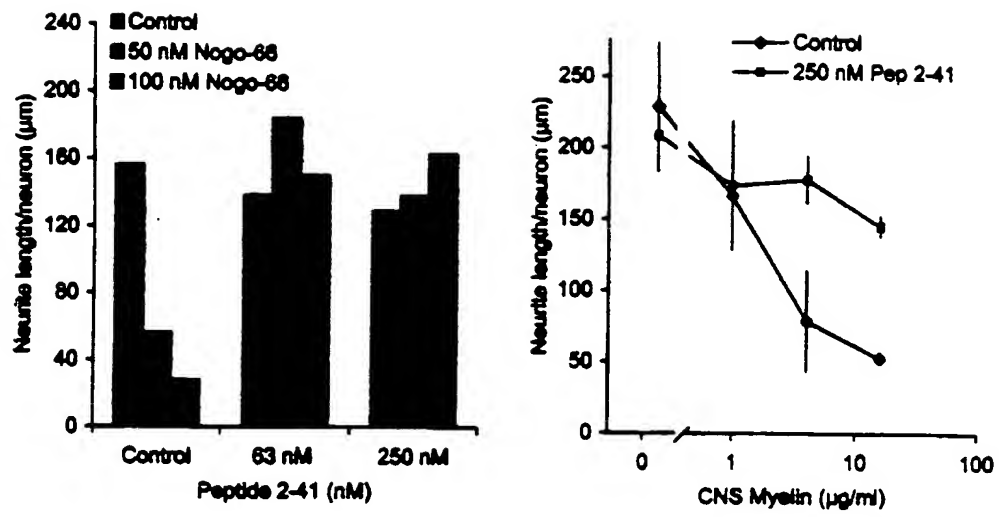 Control
50 nM Nogo-66
100 nM Nogo-66
240
200
160
120
80
40
0
Neurite length/neuron (µm)
Control 63 nM 250 nM
Peptide 2-41 (nM)
Control
250 nM Pep 2-41
250
200
150
100
50
0
Neurite length/neuron (µm)
0 1 10 100
CNS Myelin (µg/ml)